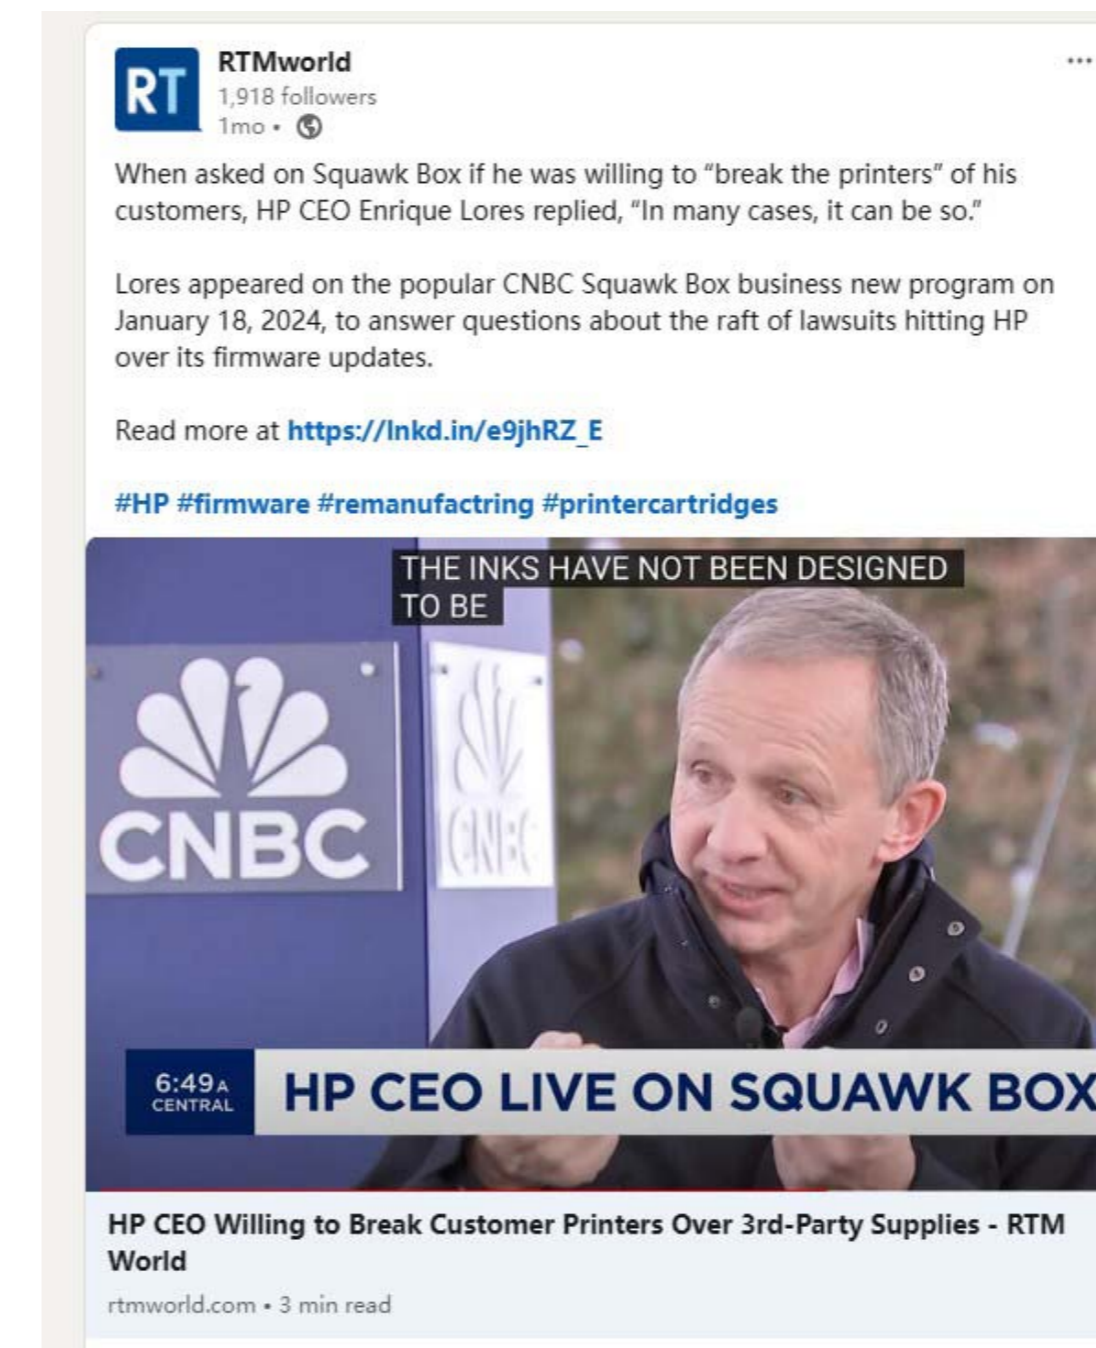 RT
RTMworld
1,918 followers
1mo •
When asked on Squawk Box if he was willing to “break the printers” of his
customers, HP CEO Enrique Lores replied, “In many cases, it can be so.”
Lores appeared on the popular CNBC Squawk Box business new program on
January 18, 2024, to answer questions about the raft of lawsuits hitting HP
over its firmware updates.
Read more at https://lnkd.in/e9jhRZ_E
#HP #firmware #remanufactring #printercartridges
THE INKS HAVE NOT BEEN DESIGNED
TO BE
CNBC
CNBC
6:49A
CENTRAL
HP CEO LIVE ON SQUAWK BOX
HP CEO Willing to Break Customer Printers Over 3rd-Party Supplies - RTM
World
rtmworld.com • 3 min read